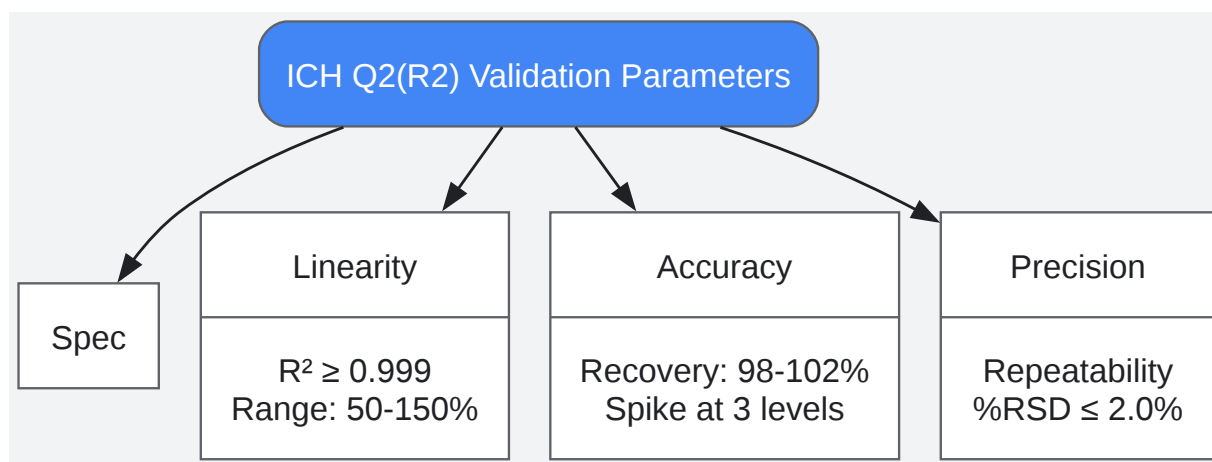 ICH Q2(R2) Validation Parameters
Spec
Linearity
R² ≥ 0.999
Range: 50-150%
Accuracy
Recovery: 98-102%
Spike at 3 levels
Precision
Repeatability
%RSD ≤ 2.0%